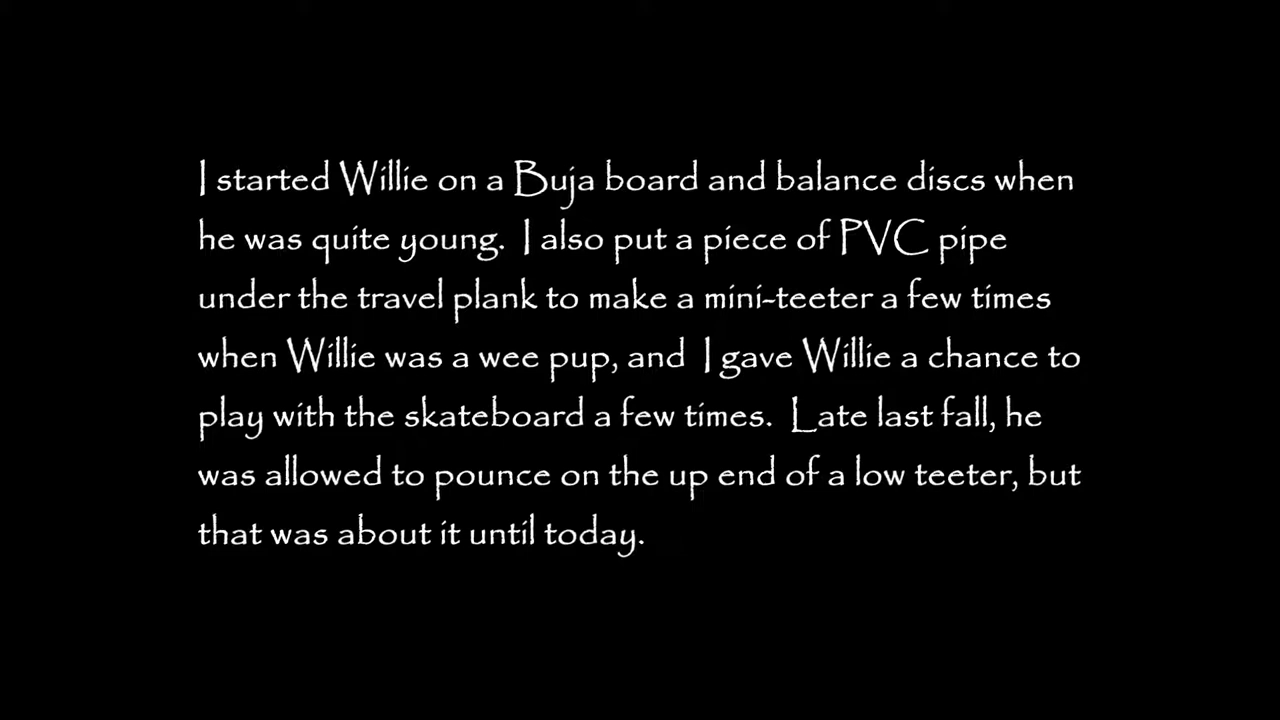 I started Willie on a Buja board and balance discs when
he was quite young. I also put a piece of PVC pipe
under the travel plank to make a mini-teeter a few times
when Willie was a wee pup, and I gave Willie a chance to
play with the skateboard a few times. Late last fall, he
was allowed to pounce on the up end of a low teeter, but
that was about it until today.